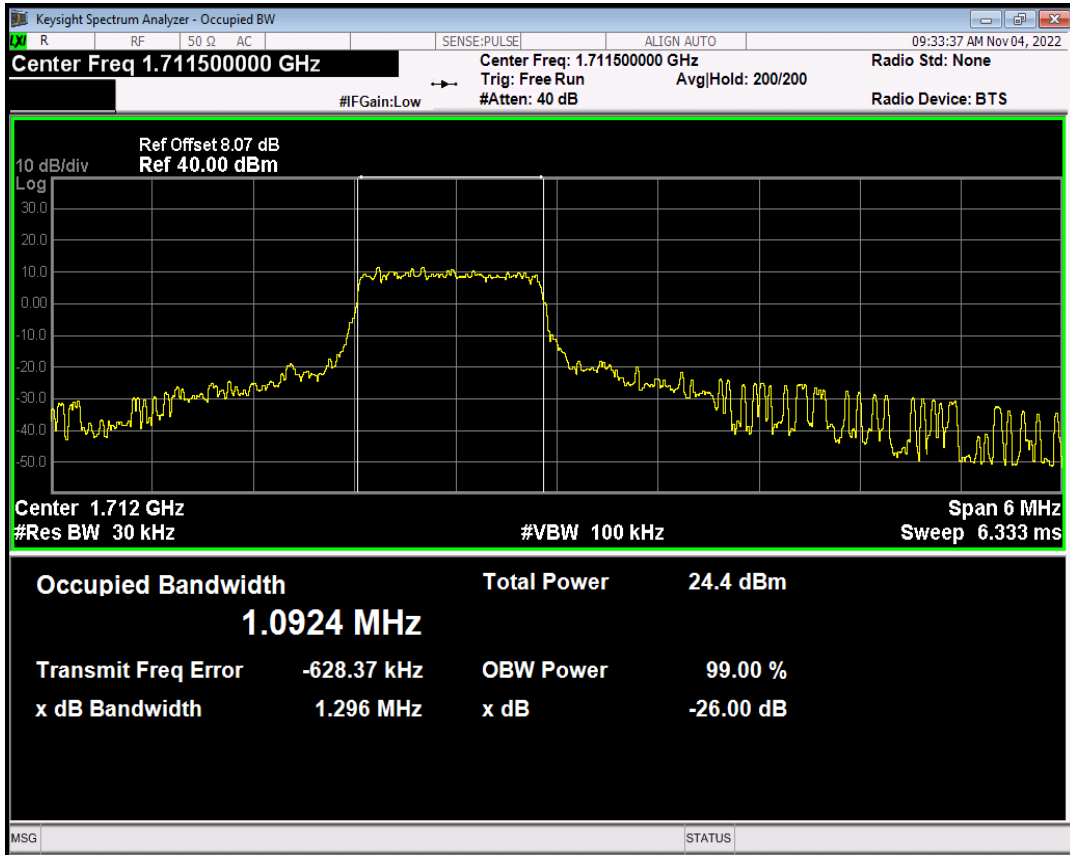 Keysight Spectrum Analyzer - Occupied BW
LXI R RF 50 Ω AC SENSE:PULSE ALIGN AUTO 09:33:37 AM Nov 04, 2022
Center Freq 1.711500000 GHz Center Freq: 1.711500000 GHz Radio Std: None
Trig: Free Run Avg|Hold: 200/200
#IFGain:Low #Atten: 40 dB Radio Device: BTS
Ref Offset 8.07 dB
10 dB/div Ref 40.00 dBm
Log
30.0
20.0
10.0
0.00
-10.0
-20.0
-30.0
-40.0
-50.0
Center 1.712 GHz Span 6 MHz
#Res BW 30 kHz #VBW 100 kHz Sweep 6.333 ms
Occupied Bandwidth Total Power 24.4 dBm
1.0924 MHz
Transmit Freq Error -628.37 kHz OBW Power 99.00 %
x dB Bandwidth 1.296 MHz x dB -26.00 dB
MSG STATUS